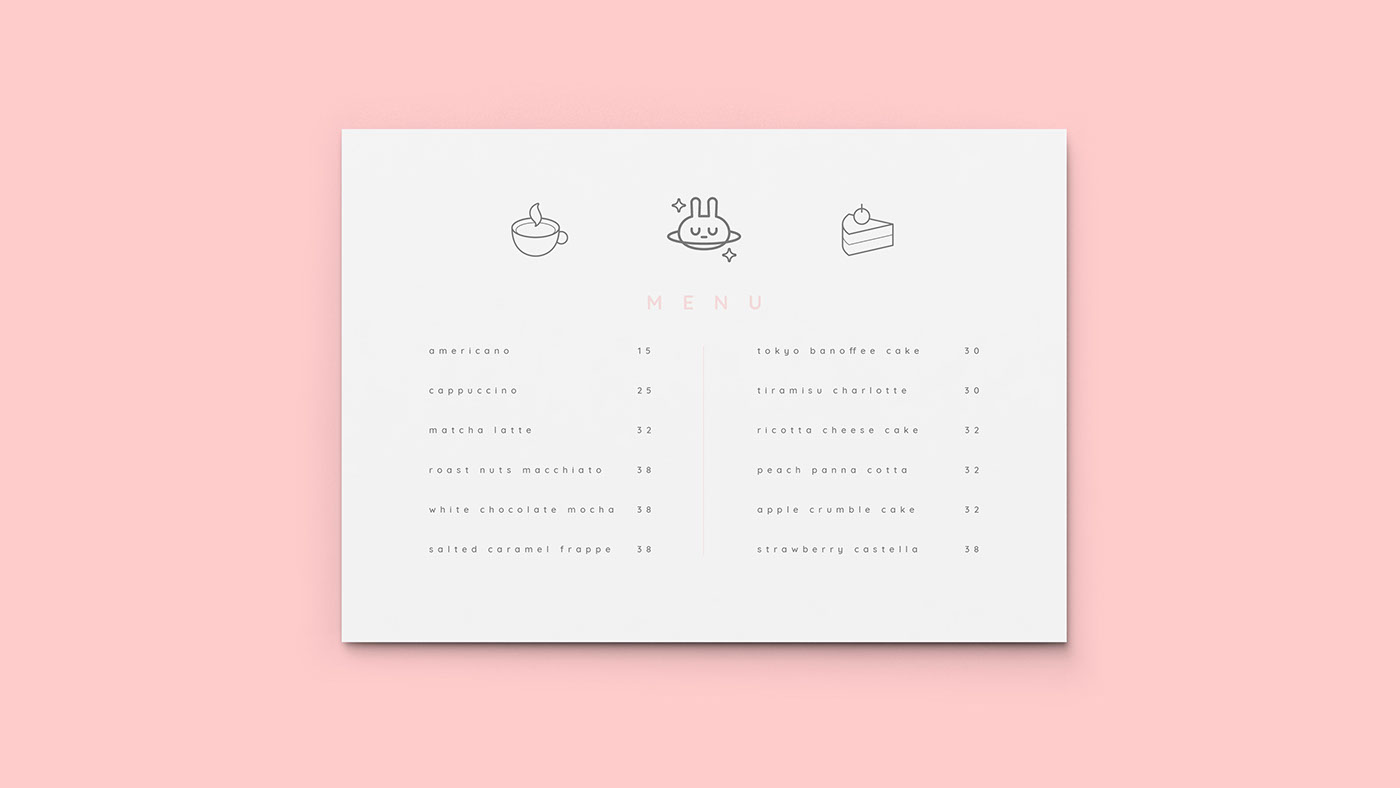 MENU
americano 15
cappuccino 25
matcha latte 32
roast nuts macchiato 38
white chocolate mocha 38
salted caramel frappe 38
tokyo banoffee cake 30
tiramisu charlotte 30
ricotta cheese cake 32
peach panna cotta 32
apple crumble cake 32
strawberry castella 38